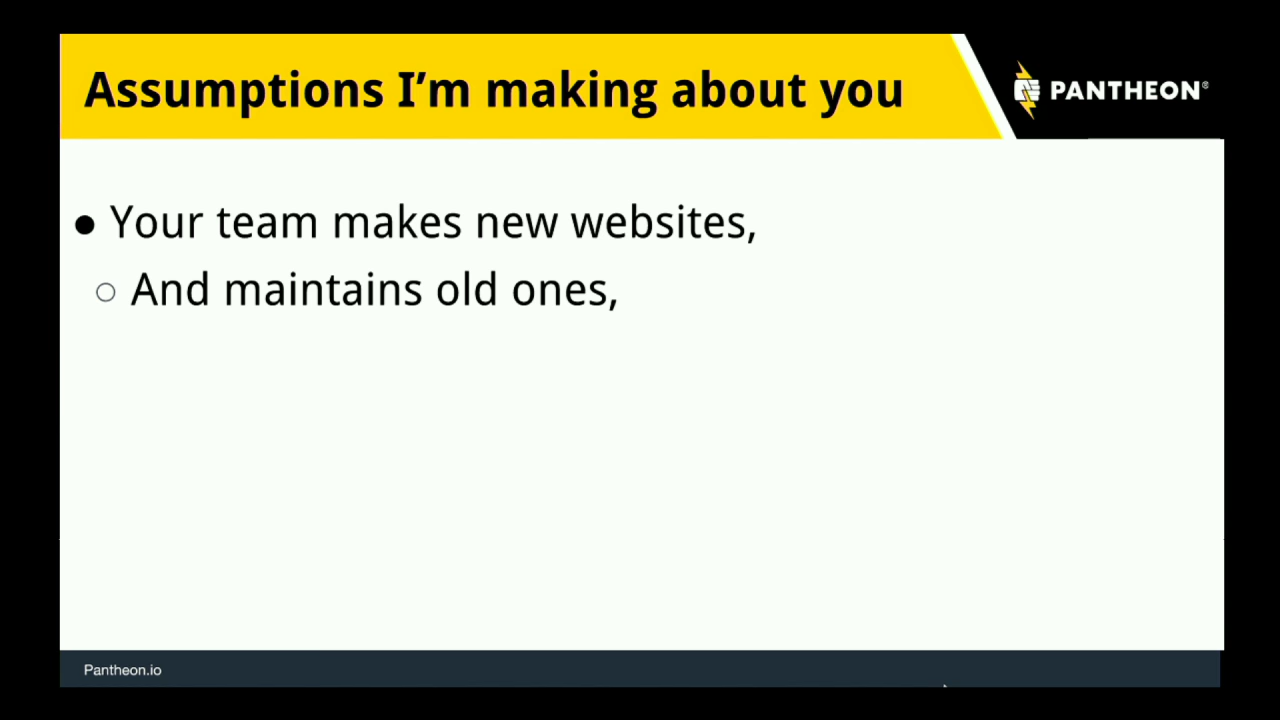 Assumptions I’m making about you
PANTHEON®
● Your team makes new websites,
○ And maintains old ones,
Pantheon.io